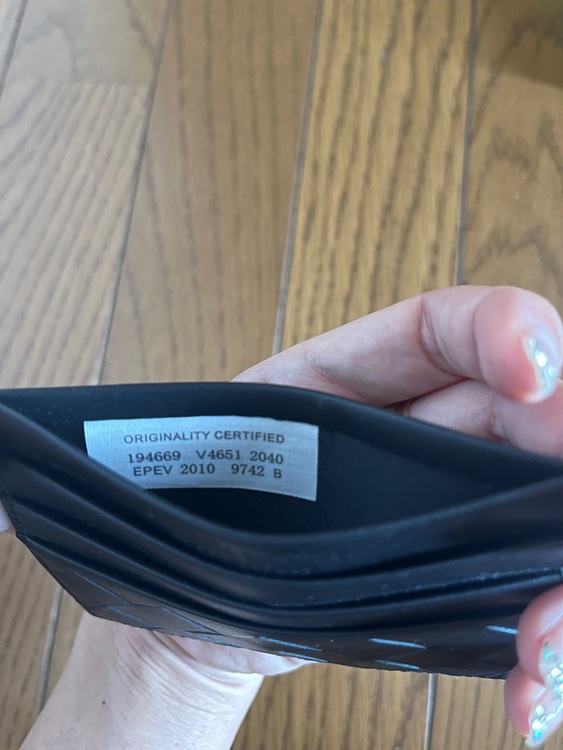 ORIGINALITY CERTIFIED
194669 V4651 2040
EPEV 2010 9742 B